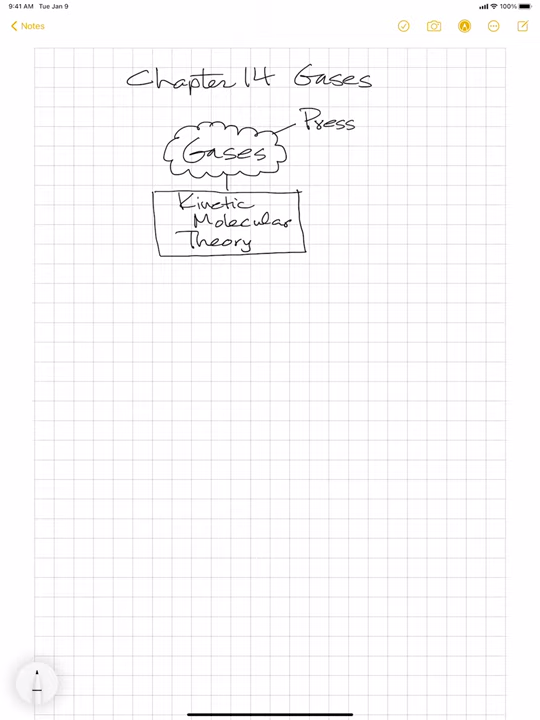 9:41 AM Tue Jan 9
100%
Notes
Chapter 14 Gases
Press
Gases
Kinetic
Molecular
Theory